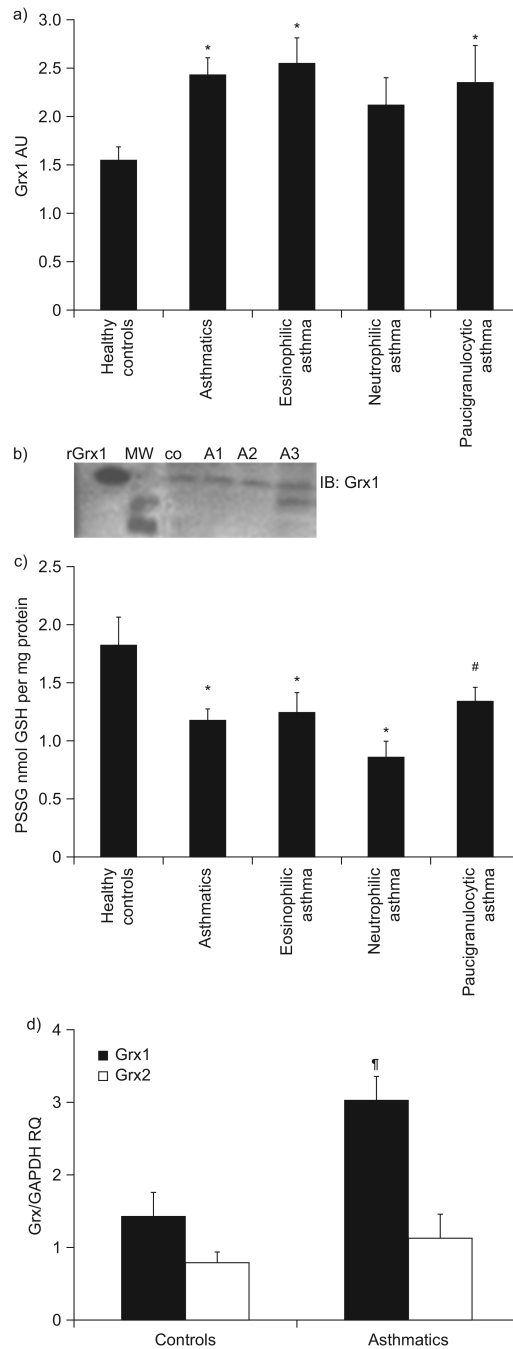 a)
3.0
2.5
2.0
1.5
1.0
0.5
0
Grx1 AU
*
*
*
Healthy
controls
Asthmatics
Eosinophilic
asthma
Neutrophilic
asthma
Paucigranulocytic
asthma
b)
rGrx1 MW co A1 A2 A3
IB: Grx1
c)
2.5
2.0
1.5
1.0
0.5
0
PSSG nmol GSH per mg protein
*
*
*
#
Healthy
controls
Asthmatics
Eosinophilic
asthma
Neutrophilic
asthma
Paucigranulocytic
asthma
d)
4
3
2
1
0
Grx/GAPDH RQ
Grx1
Grx2
¶
Controls Asthmatics